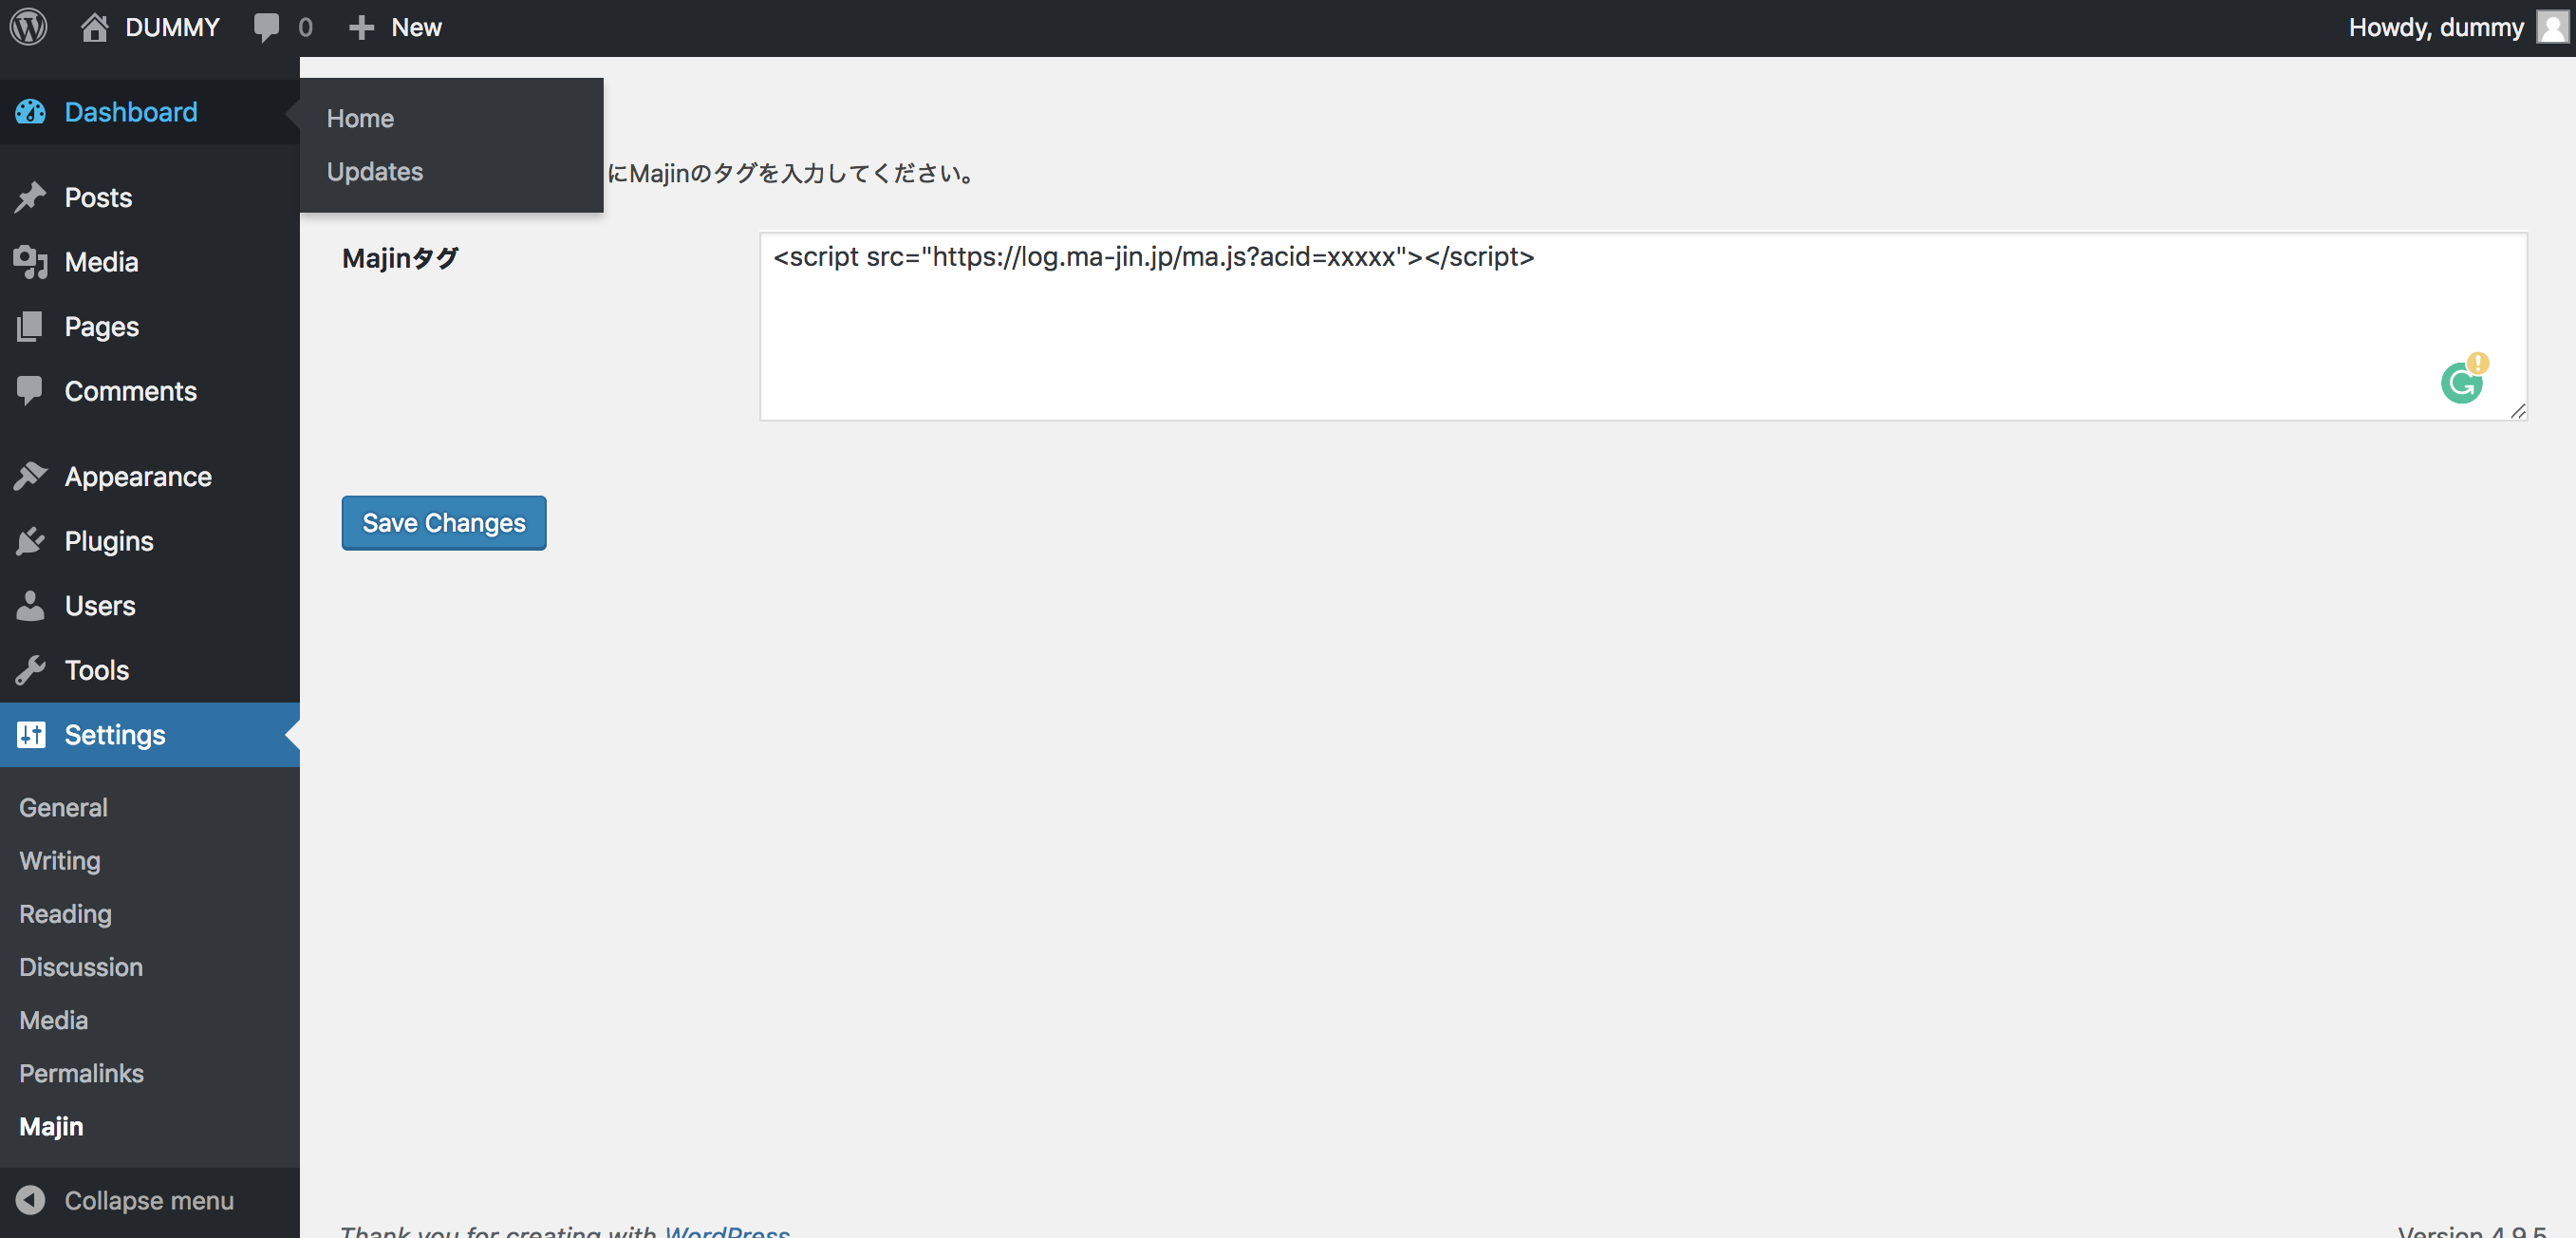 DUMMY 0 New Howdy, dummy
Dashboard
Home
Updates
にMajinのタグを入力してください。
Posts
Media
Pages
Comments
Appearance
Plugins
Users
Tools
Settings
General
Writing
Reading
Discussion
Media
Permalinks
Majin
Collapse menu
Majinタグ
<script src="https://log.ma-jin.jp/ma.js?acid=xxxxx"></script>
Save Changes
Thank you for creating with WordPress
Version 4.9.5